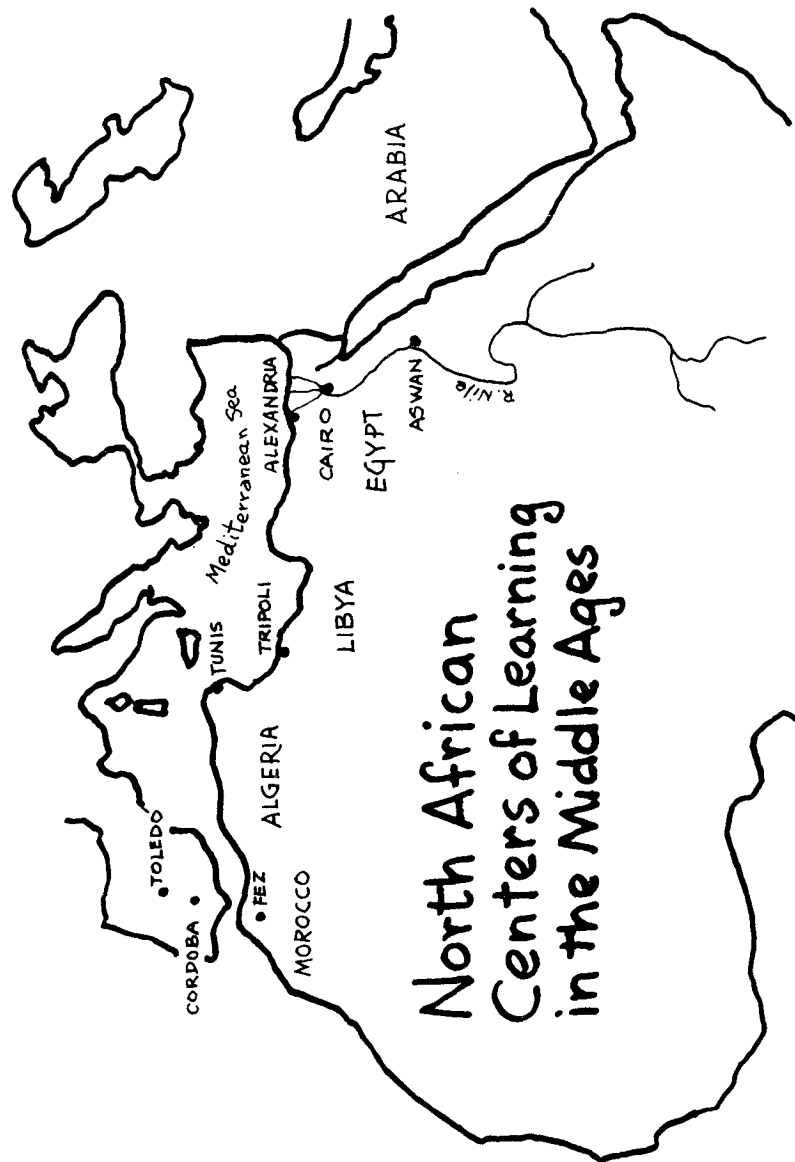 TOLEDO
CORDOBA
FEZ
MOROCCO
ALGERIA
TUNIS
TRIPOLI
LIBYA
Mediterranean Sea
ALEXANDRIA
CAIRO
EGYPT
ASWAN
R. Nile
ARABIA
North African
Centers of Learning
in the Middle Ages